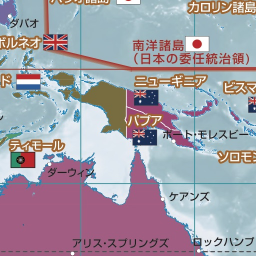 ダバオ
パラオ諸島
カロリン諸島
ボルネオ
南洋諸島
(日本の委任統治領)
ニューギニア
ビスマ
ド
パプア
ポート・モレスビー
ティモール
ソロモ
ダーウィン
ケアンズ
アリス・スプリングズ
ロックハンプ